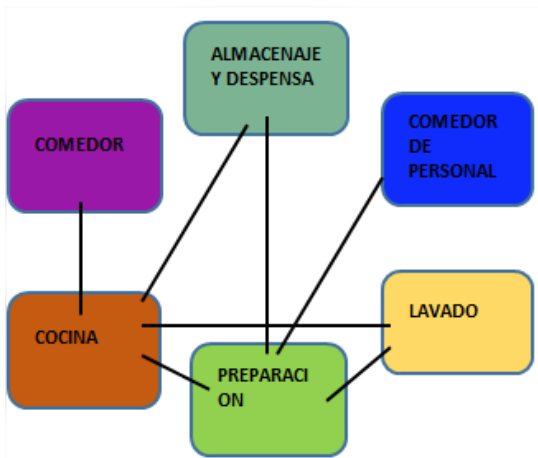 ALMACENAJE
Y DESPENSA
COMEDOR
COMEDOR
DE
PERSONAL
COCINA
LAVADO
PREPARACI
ON